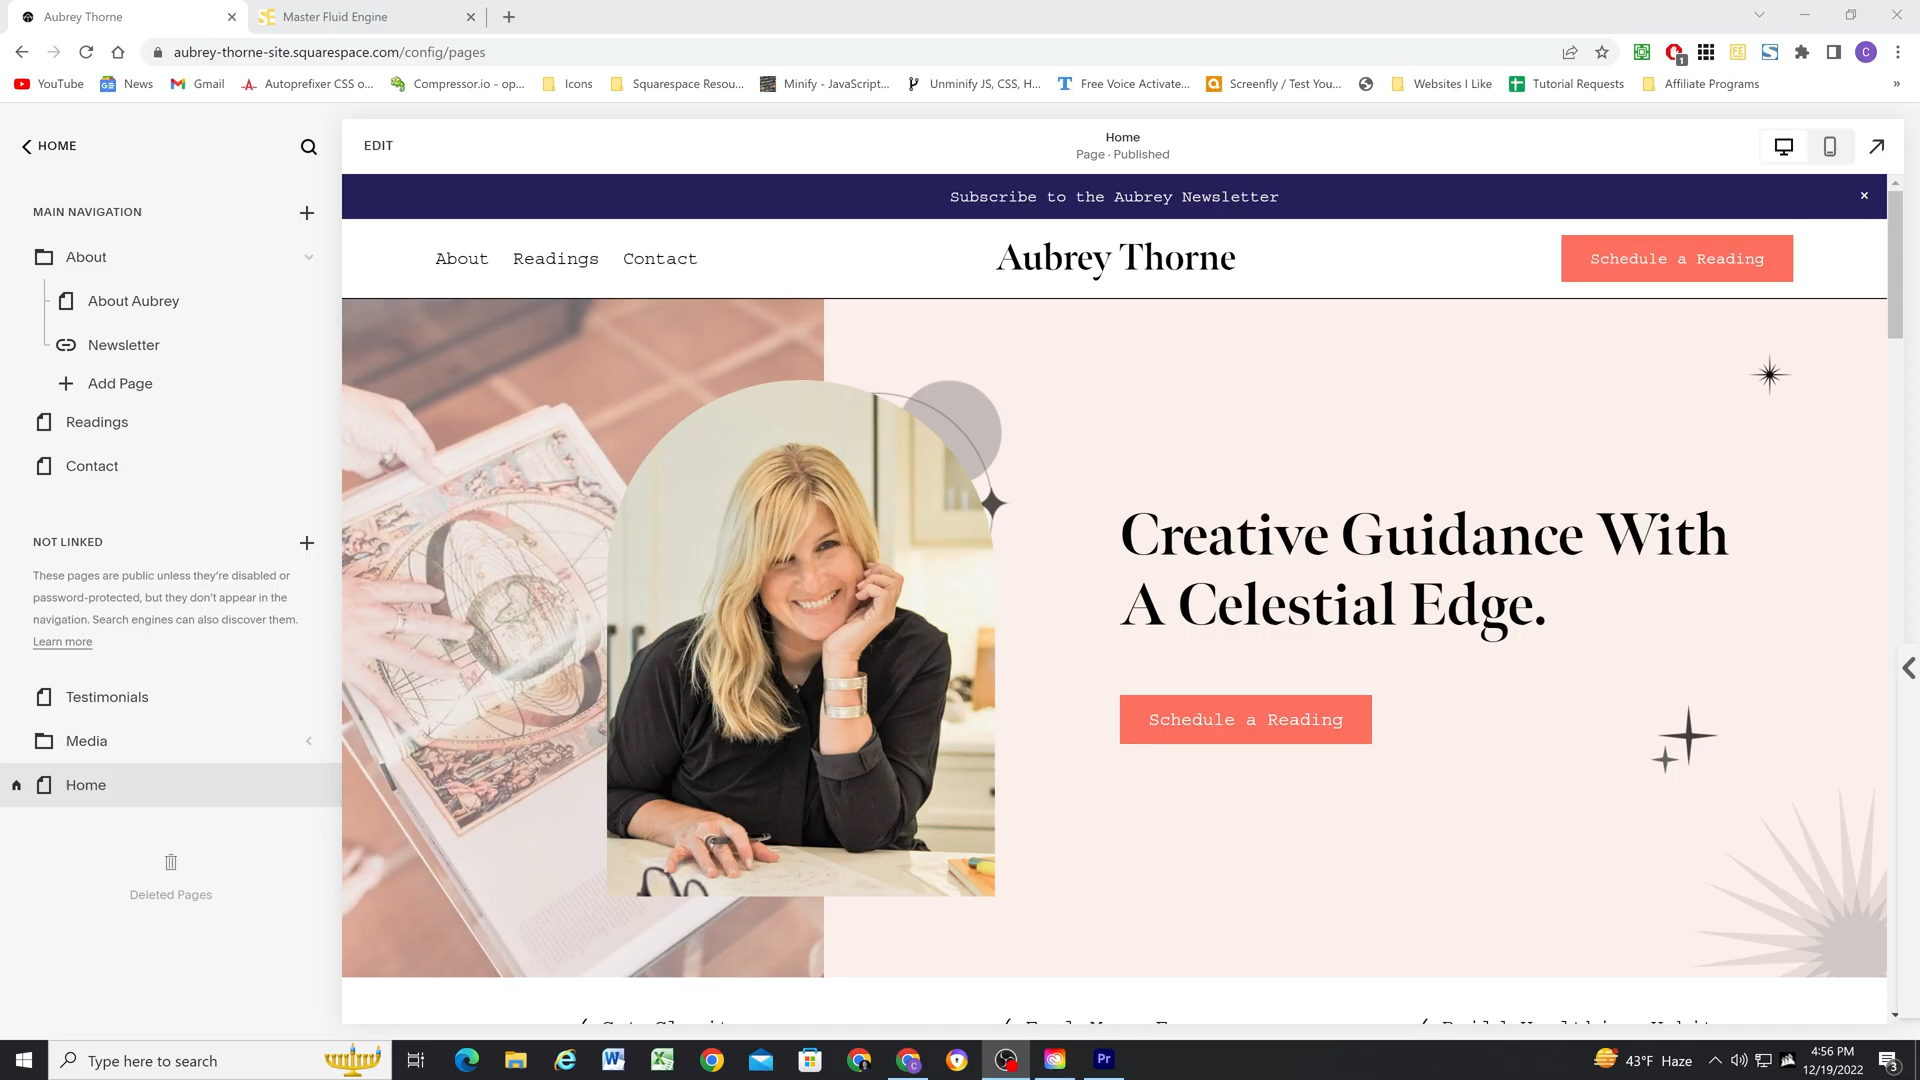 Aubrey Thorne
Master Fluid Engine
aubrey-thorne-site.squarespace.com/config/pages
YouTube
News
Gmail
Autoprefixer CSS o...
Compressor.io - op...
Icons
Squarespace Resou...
Minify - JavaScript...
Unminify JS, CSS, H...
Free Voice Activate...
Screenfly / Test You...
Websites I Like
Tutorial Requests
Affiliate Programs
HOME
MAIN NAVIGATION
About
About Aubrey
Newsletter
Add Page
Readings
Contact
NOT LINKED
These pages are public unless they're disabled or
password-protected, but they don't appear in the
navigation. Search engines can also discover them.
Learn more
Testimonials
Media
Home
Deleted Pages
EDIT
Home
Page · Published
Subscribe to the Aubrey Newsletter
About Readings Contact
Aubrey Thorne
Schedule a Reading
Creative Guidance With
A Celestial Edge.
Schedule a Reading
Type here to search
43°F Haze
4:56 PM
12/19/2022
3